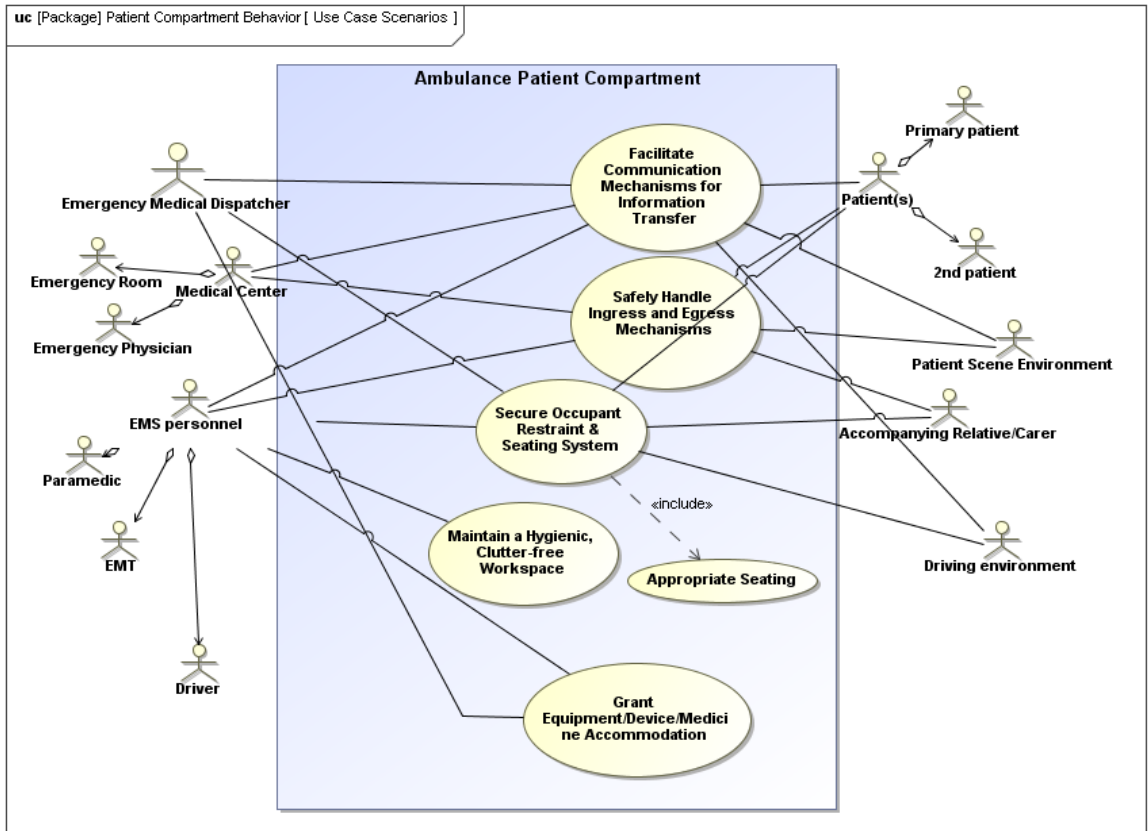 uc [Package] Patient Compartment Behavior [ Use Case Scenarios ]
Ambulance Patient Compartment
Primary patient
Facilitate
Communication
Mechanisms for
Information
Transfer
Emergency Medical Dispatcher
Patient(s)
Emergency Room
Medical Center
2nd patient
Safely Handle
Ingress and Egress
Mechanisms
Emergency Physician
Patient Scene Environment
EMS personnel
Secure Occupant
Restraint &
Seating System
Accompanying Relative/Carer
Paramedic
«include»
Maintain a Hygienic,
Clutter-free
Workspace
EMT
Appropriate Seating
Driving environment
Driver
Grant
Equipment/Device/Medici
ne Accommodation